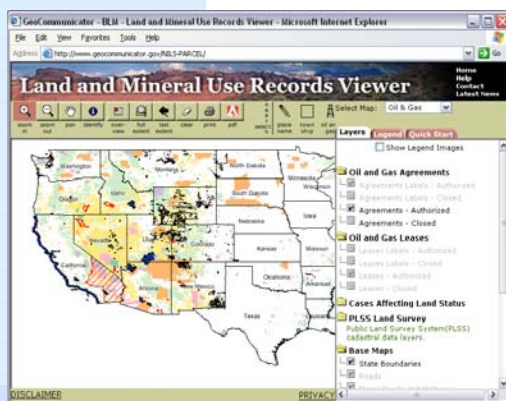 GeoCommunicator - BLM - Land and Mineral Use Records Viewer - Microsoft Internet Explorer
File Edit View Favorites Tools Help
Address http://www.geocommunicator.gov/NILS-PARCEL/ Go
Land and Mineral Use Records Viewer
Home
Help
Contact
Latest News
zoom in
zoom out
pan
identify
over-view
full extent
last extent
clear
print
pdf
place name
town ship
Select Map: Oil & Gas
Layers Legend Quick Start
Show Legend Images
Oil and Gas Agreements
Agreements Labels - Authorized
Agreements Labels - Closed
Agreements - Authorized
Agreements - Closed
Oil and Gas Leases
Leases Labels - Authorized
Leases Labels - Closed
Leases - Authorized
Leases - Closed
Cases Affecting Land Status
PLSS Land Survey
Public Land Survey System(PLSS)
cadastral data layers.
Base Maps
State Boundaries
Roads
Washington
Montana
North Dakota
Minnesota
Oregon
Idaho
South Dakota
Nebraska
Iowa
Nevada
Utah
Colorado
Kansas
Missouri
California
Arizona
New Mexico
Oklahoma
Arkansas
Texas
DISCLAIMER
PRIVACY